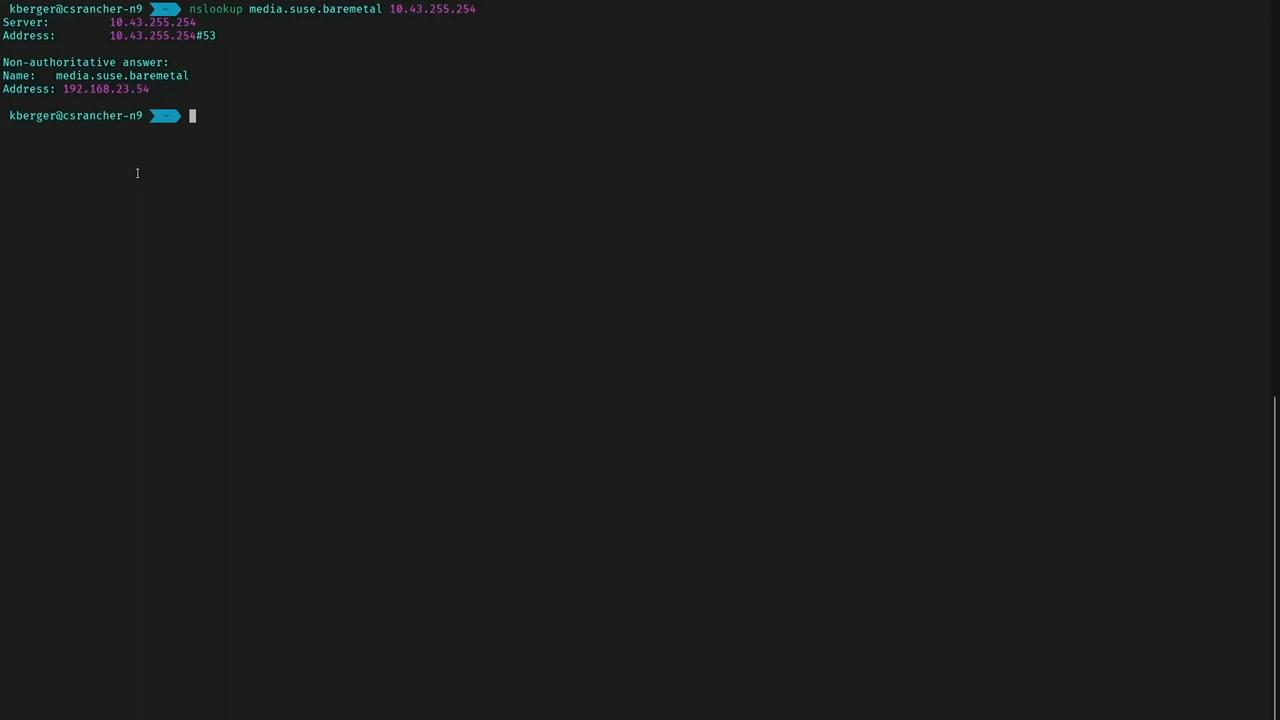 kberger@csrancher-n9 ~ nslookup media.suse.baremetal 10.43.255.254
Server: 10.43.255.254
Address: 10.43.255.254#53
Non-authoritative answer:
Name: media.suse.baremetal
Address: 192.168.23.54
kberger@csrancher-n9 ~